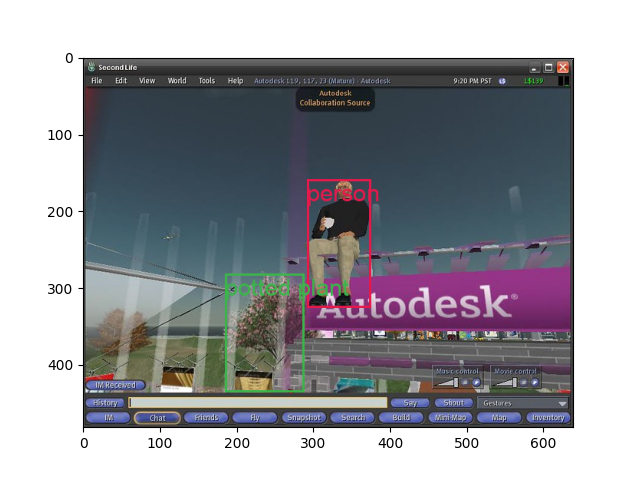 Second Life
File Edit View World Tools Help Autodesk 119, 117, 23 (Mature) Autodesk 9:20 PM PST L$139
Autodesk
Collaboration Source
person
potted plant
Autodesk®
Music control Movie control
IM Received
History Say Shout Gestures
IM Chat Friends Fly Snapshot Search Build Mini-Map Map Inventory
0
100
200
300
400
0 100 200 300 400 500 600